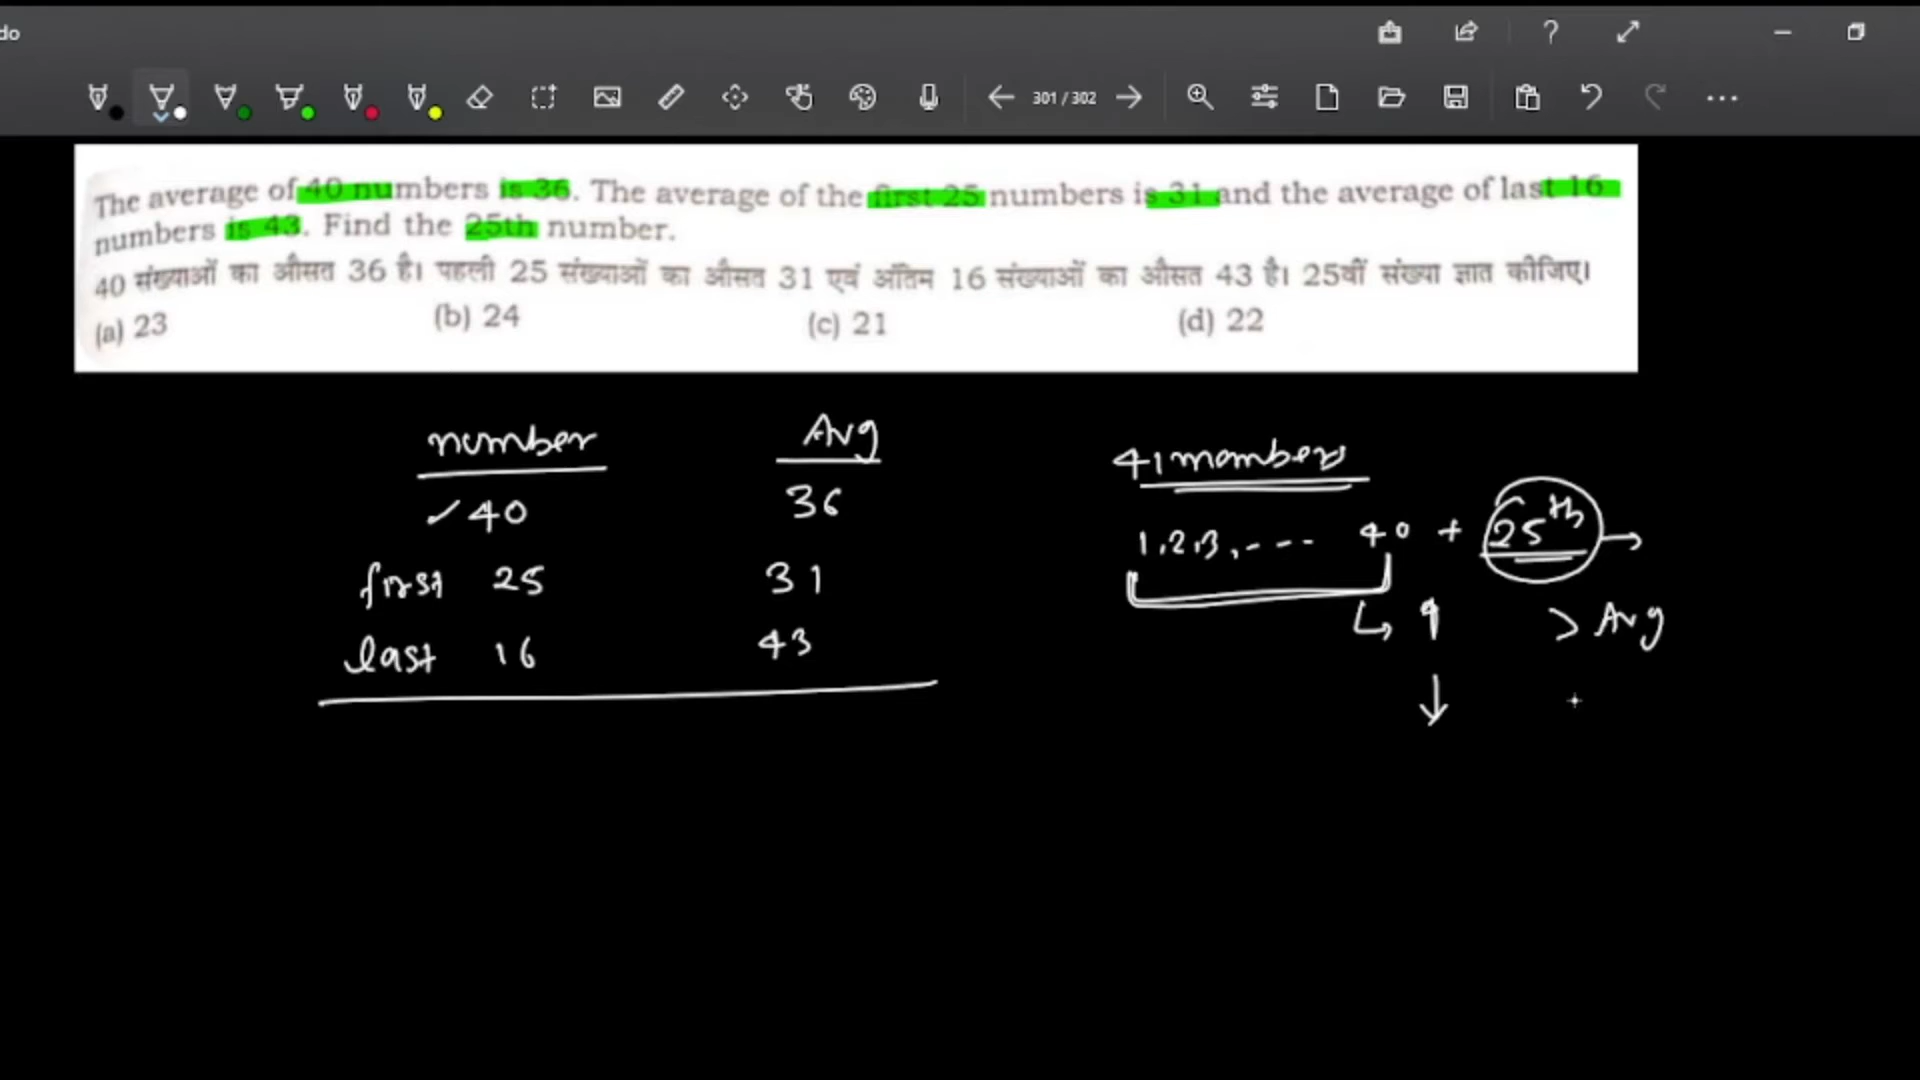 do
301 / 302
The average of 40 numbers is 36. The average of the first 25 numbers is 31 and the average of last 16
numbers is 43. Find the 25th number.
40 संख्याओं का औसत 36 है। पहली 25 संख्याओं का औसत 31 एवं अंतिम 16 संख्याओं का औसत 43 है। 25वीं संख्या ज्ञात कीजिए।
(a) 23 (b) 24 (c) 21 (d) 22
number Avg
✓40 36
first 25 31
last 16 43
41 mambers
1,2,3,---- 40 + 25th →
↳ > Avg
↓